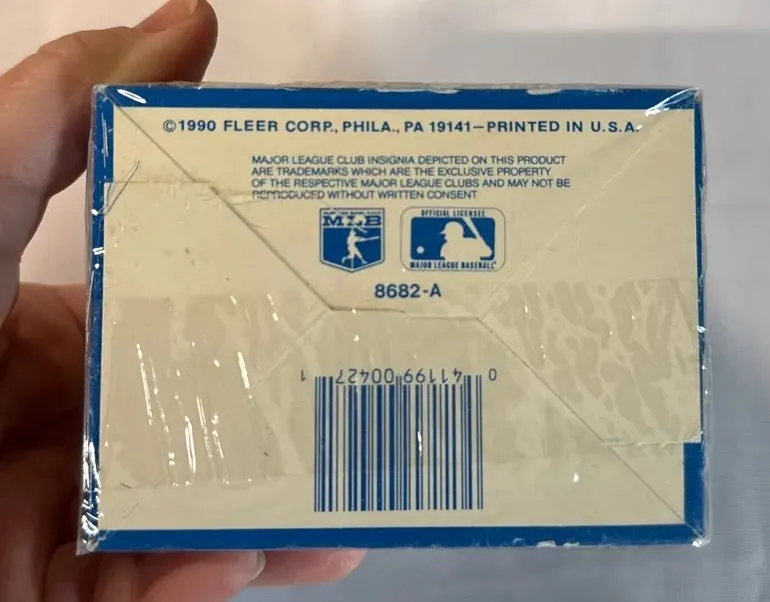 ©1990 FLEER CORP., PHILA., PA 19141—PRINTED IN U.S.A.
MAJOR LEAGUE CLUB INSIGNIA DEPICTED ON THIS PRODUCT
ARE TRADEMARKS WHICH ARE THE EXCLUSIVE PROPERTY
OF THE RESPECTIVE MAJOR LEAGUE CLUBS AND MAY NOT BE
REPRODUCED WITHOUT WRITTEN CONSENT
MLB
OFFICIAL LICENSEE
MAJOR LEAGUE BASEBALL
8682-A
0 41199 00427 1